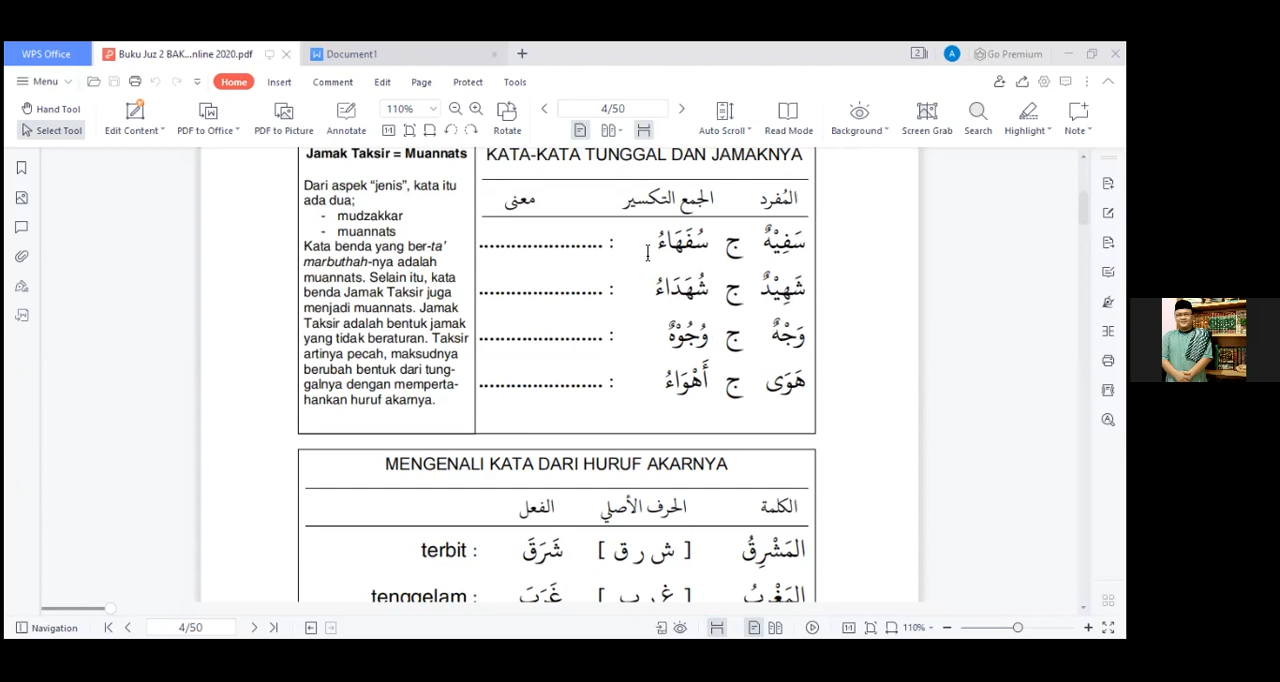 WPS Office
Buku Juz 2 BAK...nline 2020.pdf
Document1
2
A
Go Premium
Menu
Home
Insert
Comment
Edit
Page
Protect
Tools
Hand Tool
Select Tool
Edit Content
PDF to Office
PDF to Picture
Annotate
110%
4/50
Rotate
Auto Scroll
Read Mode
Background
Screen Grab
Search
Highlight
Note
Jamak Taksir = Muannats
Dari aspek “jenis”, kata itu
ada dua;
- mudzakkar
- muannats
Kata benda yang ber-ta’
marbuthah-nya adalah
muannats. Selain itu, kata
benda Jamak Taksir juga
menjadi muannats. Jamak
Taksir adalah bentuk jamak
yang tidak beraturan. Taksir
artinya pecah, maksudnya
berubah bentuk dari tung-
galnya dengan memperta-
hankan huruf akarnya.
KATA-KATA TUNGGAL DAN JAMAKNYA
المُفرد الجمع التكسير معنى
سَفِيْهٌ ج سُفَهَاءُ : .......................
شَهِيْدٌ ج شُهَدَاءُ : .......................
وَجْهٌ ج وُجُوْهٌ : .......................
هَوَى ج أَهْوَاءُ : .......................
MENGENALI KATA DARI HURUF AKARNYA
الكلمة الحرف الأصلي الفعل
المَشْرِقُ [ ش ر ق ] شَرَقَ : terbit
المَغْرِبُ [ غ ر ب ] غَرَبَ : tenggelam
Navigation
4/50
110%